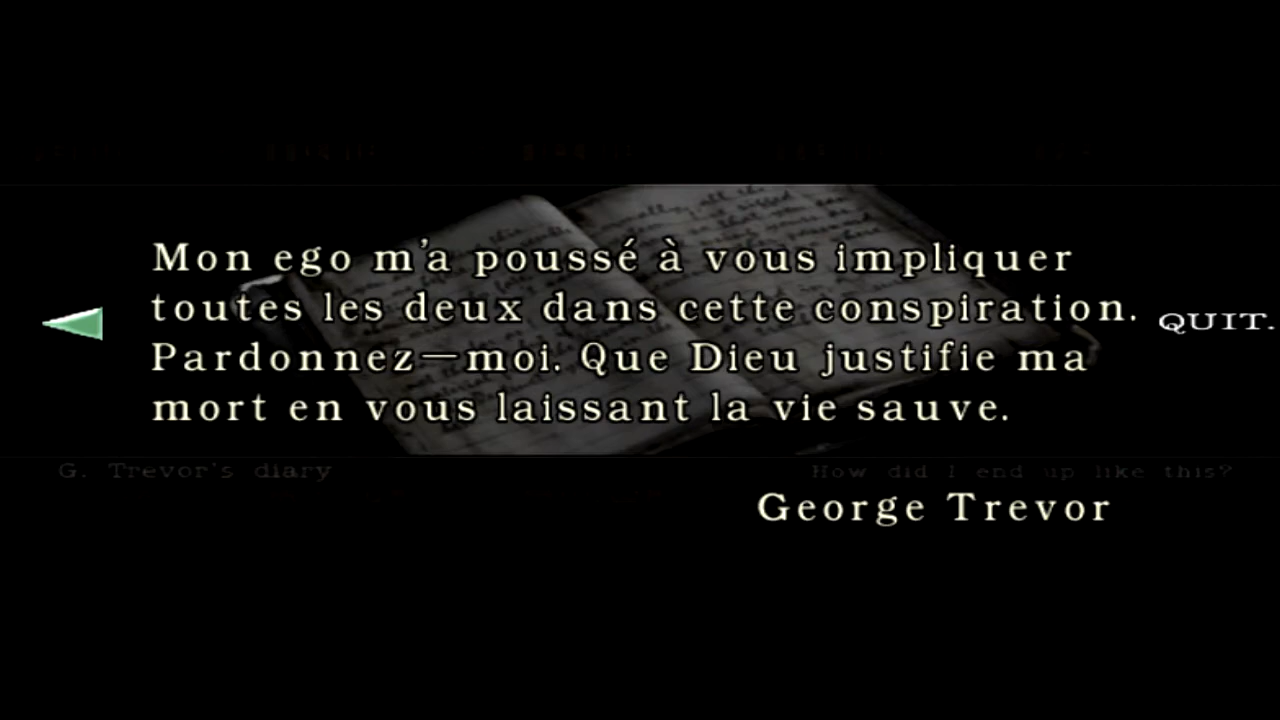 Mon ego m'a poussé à vous impliquer
toutes les deux dans cette conspiration.
QUIT.
Pardonnez—moi. Que Dieu justifie ma
mort en vous laissant la vie sauve.
G. Trevor's diary
How did I end up like this?
George Trevor